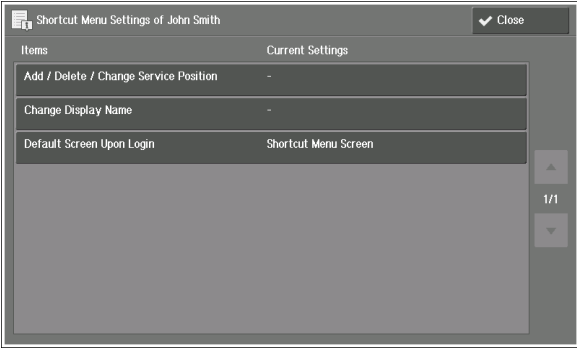 Shortcut Menu Settings of John Smith
Close
Items Current Settings
Add / Delete / Change Service Position -
Change Display Name -
Default Screen Upon Login Shortcut Menu Screen
1/1